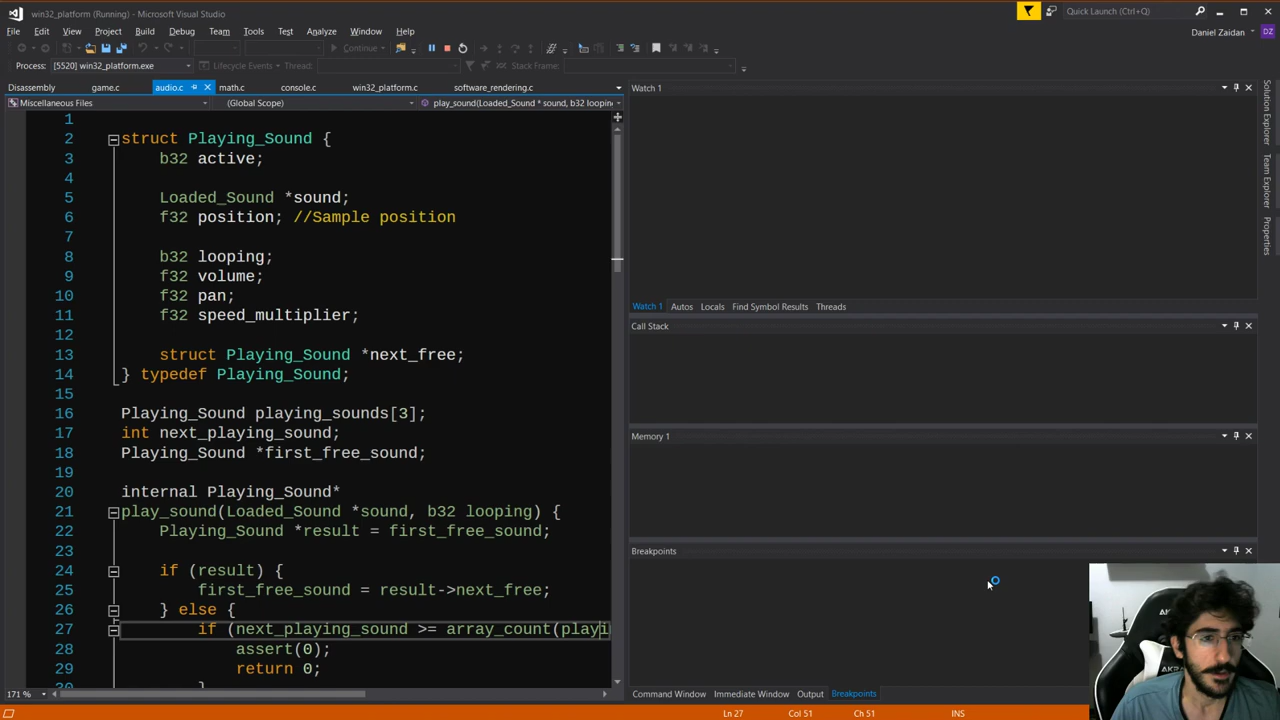 win32_platform (Running) - Microsoft Visual Studio
Quick Launch (Ctrl+Q)
File Edit View Project Build Debug Team Tools Test Analyze Window Help
Daniel Zaidan DZ
Continue
Process: [5520] win32_platform.exe Lifecycle Events Thread: Stack Frame:
Disassembly game.c audio.c math.c console.c win32_platform.c software_rendering.c
Miscellaneous Files (Global Scope) play_sound(Loaded_Sound * sound, b32 looping
1
2 struct Playing_Sound {
3 b32 active;
4
5 Loaded_Sound *sound;
6 f32 position; //Sample position
7
8 b32 looping;
9 f32 volume;
10 f32 pan;
11 f32 speed_multiplier;
12
13 struct Playing_Sound *next_free;
14 } typedef Playing_Sound;
15
16 Playing_Sound playing_sounds[3];
17 int next_playing_sound;
18 Playing_Sound *first_free_sound;
19
20 internal Playing_Sound*
21 play_sound(Loaded_Sound *sound, b32 looping) {
22 Playing_Sound *result = first_free_sound;
23
24 if (result) {
25 first_free_sound = result->next_free;
26 } else {
27 if (next_playing_sound >= array_count(playi
28 assert(0);
29 return 0;
30 }
171 %
Watch 1
Watch 1 Autos Locals Find Symbol Results Threads
Call Stack
Memory 1
Breakpoints
Command Window Immediate Window Output Breakpoints
Solution Explorer
Team Explorer
Properties
Ln 27 Col 51 Ch 51 INS